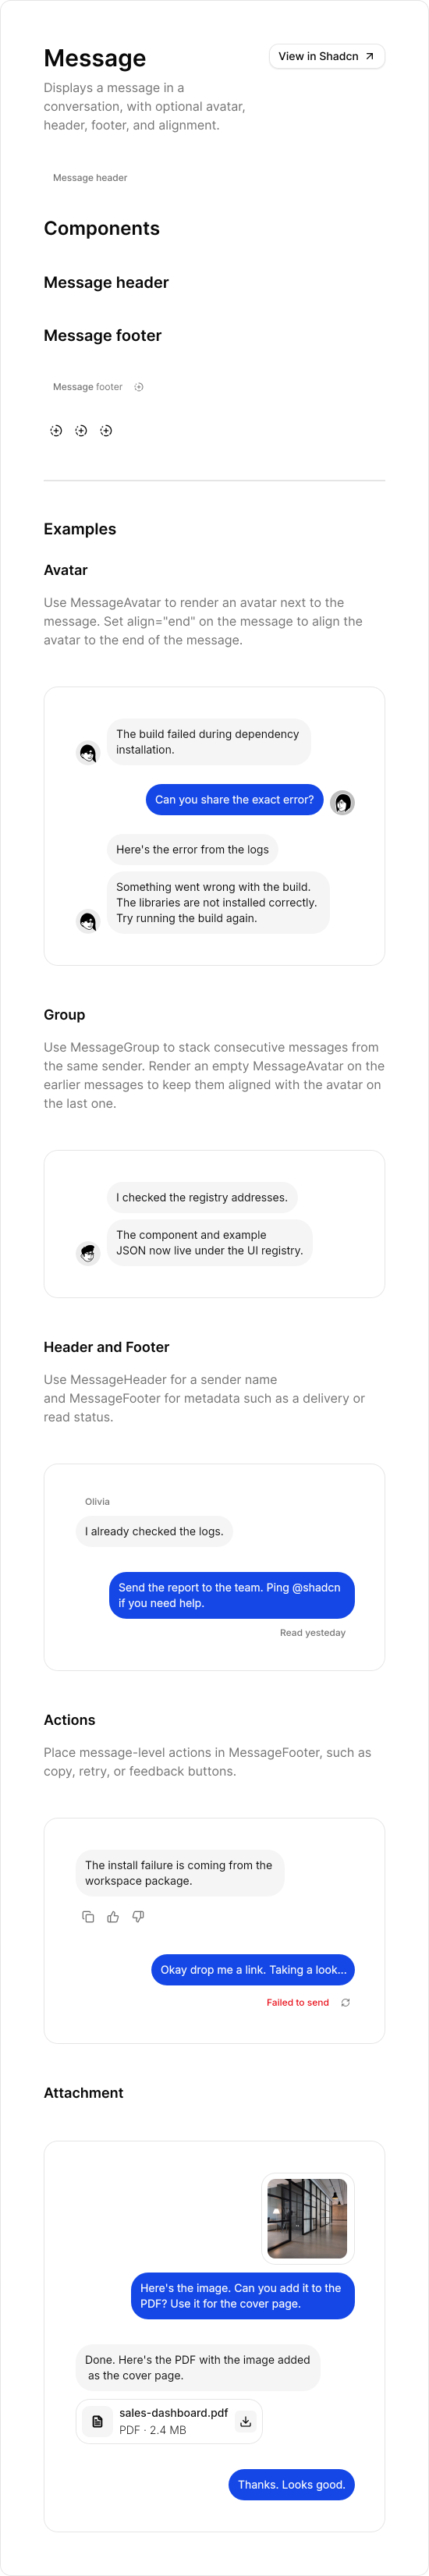 Message
View in Shadcn
Displays a message in a
conversation, with optional avatar,
header, footer, and alignment.
Message header
Components
Message header
Message footer
Message footer
Examples
Avatar
Use MessageAvatar to render an avatar next to the
message. Set align="end" on the message to align the
avatar to the end of the message.
The build failed during dependency
installation.
Can you share the exact error?
Here's the error from the logs
Something went wrong with the build.
The libraries are not installed correctly.
Try running the build again.
Group
Use MessageGroup to stack consecutive messages from
the same sender. Render an empty MessageAvatar on the
earlier messages to keep them aligned with the avatar on
the last one.
I checked the registry addresses.
The component and example
JSON now live under the UI registry.
Header and Footer
Use MessageHeader for a sender name
and MessageFooter for metadata such as a delivery or
read status.
Olivia
I already checked the logs.
Send the report to the team. Ping @shadcn
if you need help.
Read yesteday
Actions
Place message-level actions in MessageFooter, such as
copy, retry, or feedback buttons.
The install failure is coming from the
workspace package.
Okay drop me a link. Taking a look...
Failed to send
Attachment
Here's the image. Can you add it to the
PDF? Use it for the cover page.
Done. Here's the PDF with the image added
as the cover page.
sales-dashboard.pdf
PDF · 2.4 MB
Thanks. Looks good.